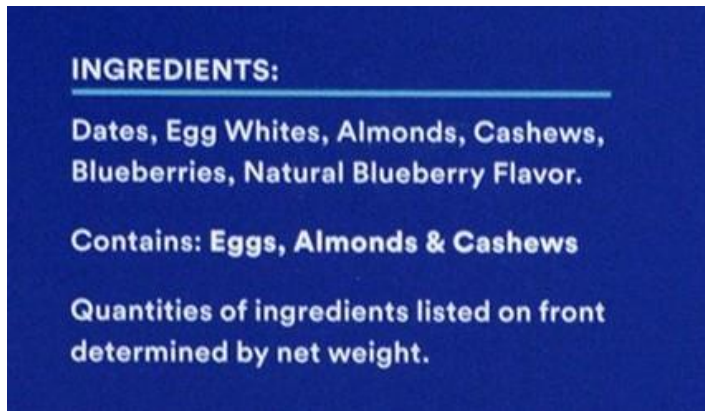 INGREDIENTS:
Dates, Egg Whites, Almonds, Cashews,
Blueberries, Natural Blueberry Flavor.
Contains: Eggs, Almonds & Cashews
Quantities of ingredients listed on front
determined by net weight.